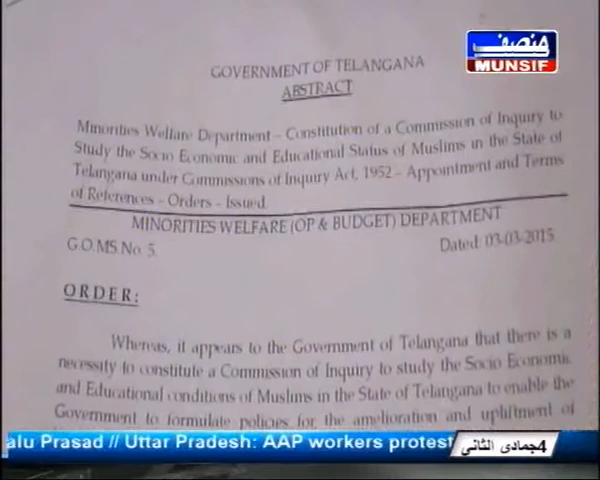 منصف
MUNSIF
GOVERNMENT OF TELANGANA
ABSTRACT
Minorities Welfare Department – Constitution of a Commission of Inquiry to
Study the Socio Economic and Educational Status of Muslims in the State of
Telangana under Commissions of Inquiry Act, 1952 – Appointment and Terms
of References – Orders – Issued.
MINORITIES WELFARE (OP & BUDGET) DEPARTMENT
G.O.MS.No. 5.
Dated: 03-03-2015
ORDER:
Whereas, it appears to the Government of Telangana that there is a
necessity to constitute a Commission of Inquiry to study the Socio Economic
and Educational conditions of Muslims in the State of Telangana to enable the
Government to formulate policies for the amelioration and upliftment of
alu Prasad // Uttar Pradesh: AAP workers protest
4جمادی الثانی